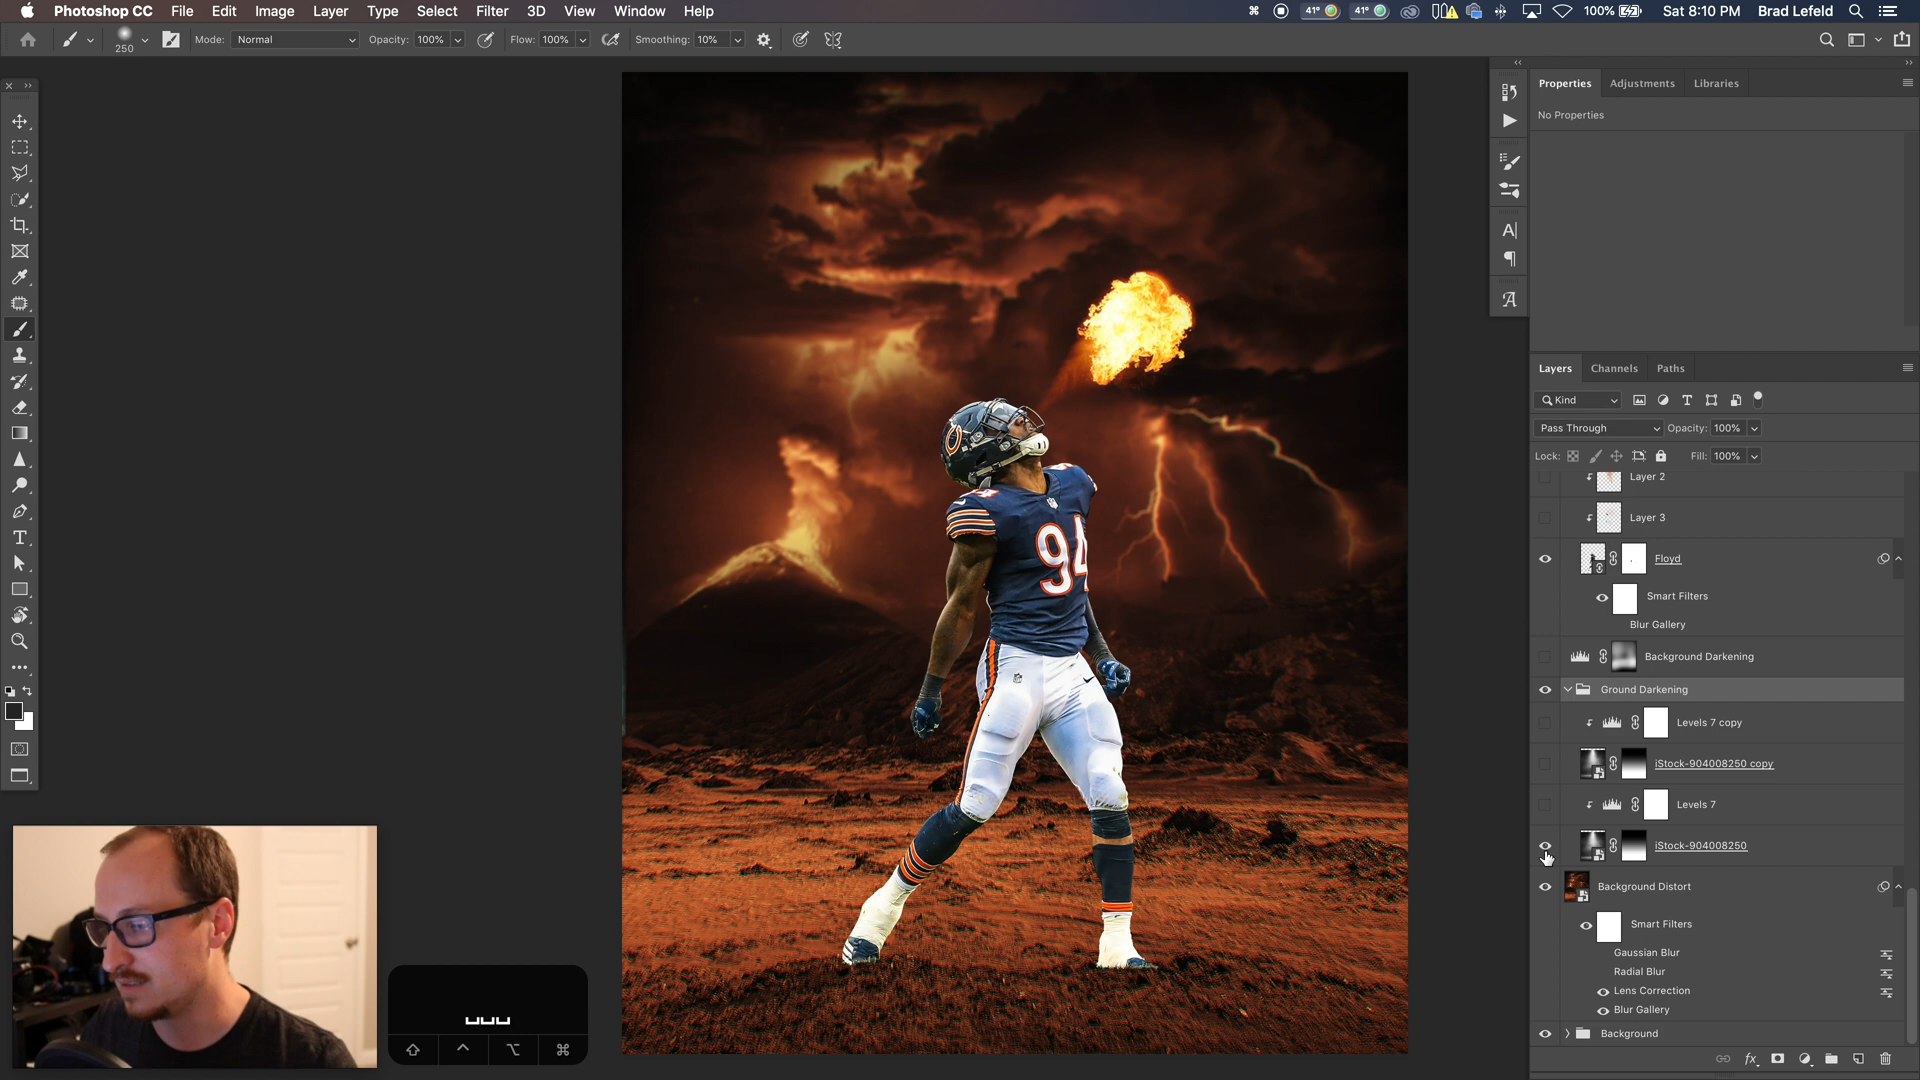 Photoshop CC File Edit Image Layer Type Select Filter 3D View Window Help
41° 41° 100% Sat 8:10 PM Brad Lefeld
250 Mode: Normal Opacity: 100% Flow: 100% Smoothing: 10%
Properties Adjustments Libraries
No Properties
Layers Channels Paths
Kind
Pass Through Opacity: 100%
Lock: Fill: 100%
Layer 2
Layer 3
Floyd
Smart Filters
Blur Gallery
Background Darkening
Ground Darkening
Levels 7 copy
iStock-904008250 copy
Levels 7
iStock-904008250
Background Distort
Smart Filters
Gaussian Blur
Radial Blur
Lens Correction
Blur Gallery
Background
fx
94